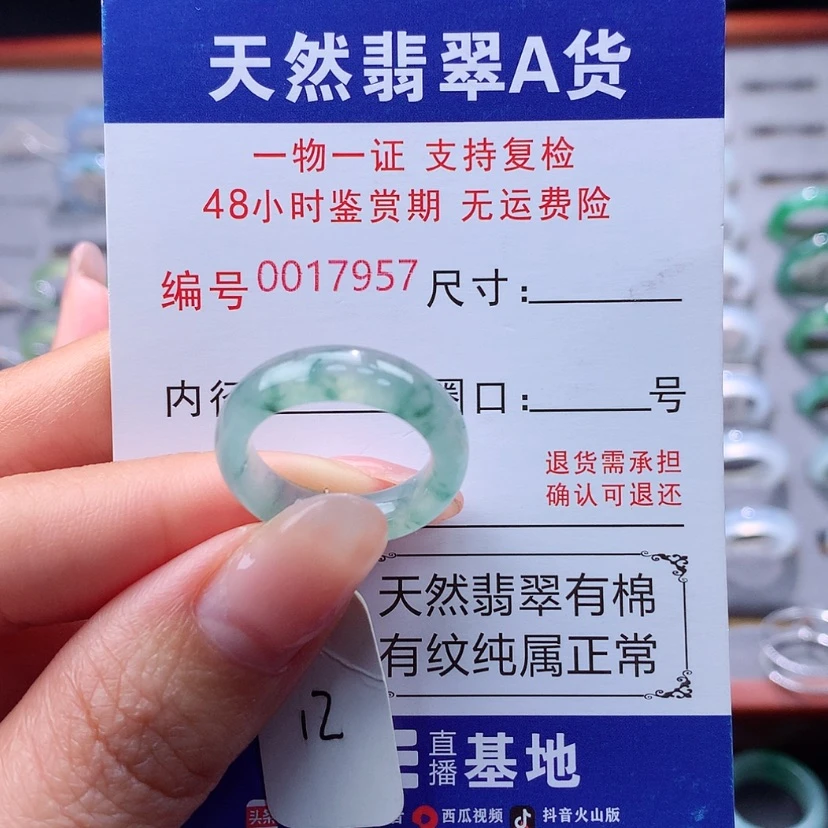 天然翡翠A货
一物一证 支持复检
48小时鉴赏期 无运费险
编号0017957 尺寸:
内径 圈口: 号
退货需承担
确认可退还
天然翡翠有棉
有纹纯属正常
12
直播基地
头条 西瓜视频 抖音火山版